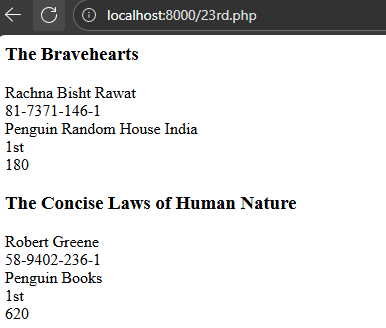 localhost:8000/23rd.php
The Bravehearts
Rachna Bisht Rawat
81-7371-146-1
Penguin Random House India
1st
180
The Concise Laws of Human Nature
Robert Greene
58-9402-236-1
Penguin Books
1st
620